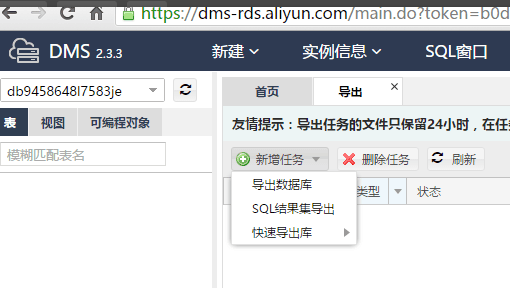 https://dms-rds.aliyun.com/main.do?token=b0d
DMS 2.3.3 新建 实例信息 SQL窗口
db9458648l7583je
首页 导出
表 视图 可编程对象
友情提示：导出任务的文件只保留24小时，在任
模糊匹配表名
新增任务 删除任务 刷新
导出数据库 类型 状态
SQL结果集导出
快速导出库